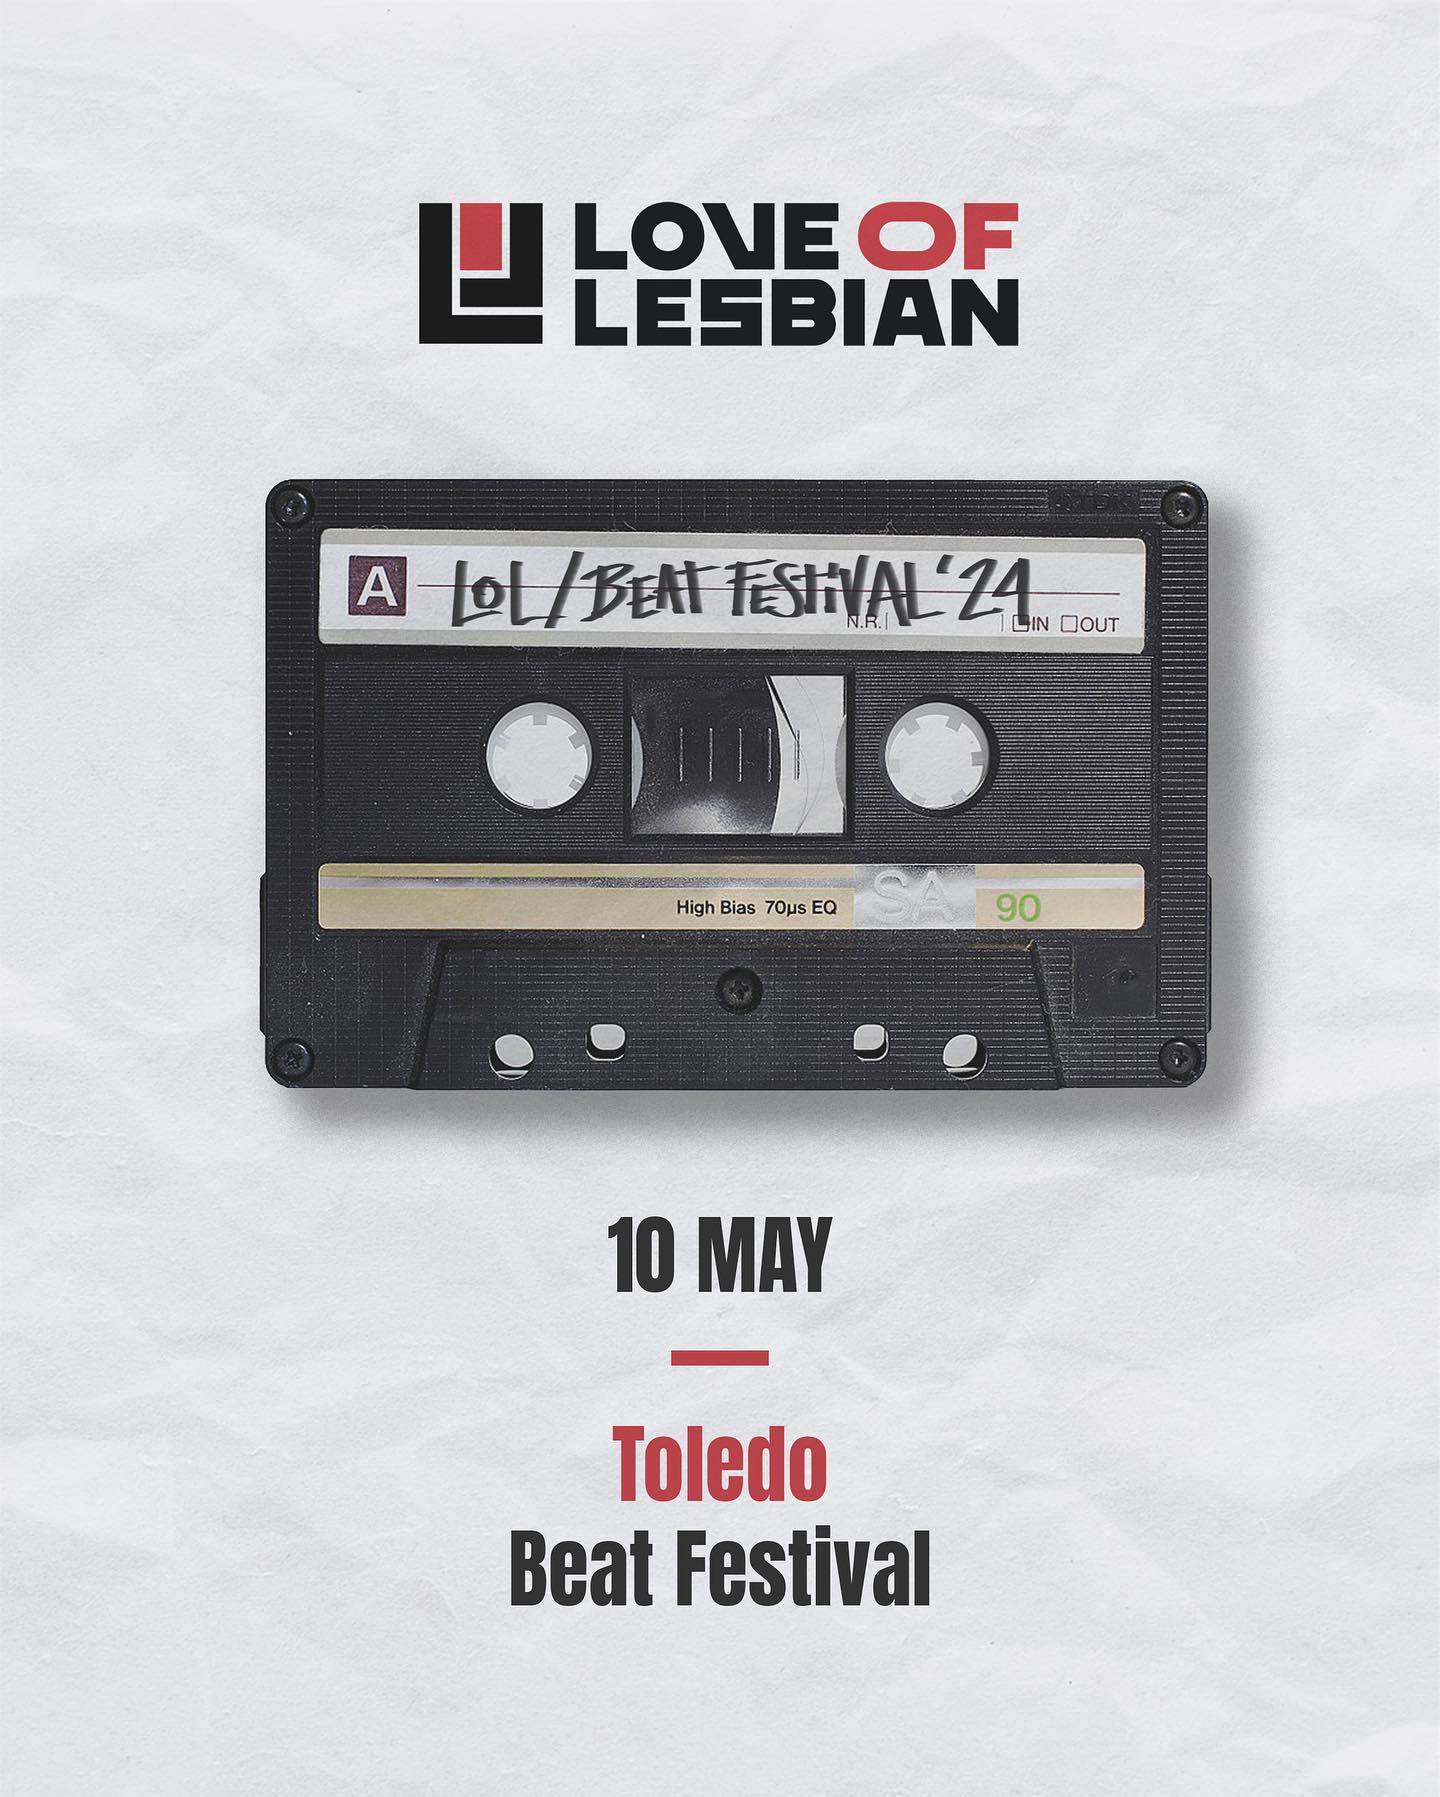 LOVE OF
LESBIAN
A
LOL/BEAT FESTIVAL '24
N.R. IN OUT
High Bias 70µs EQ SA 90
10 MAY
Toledo
Beat Festival